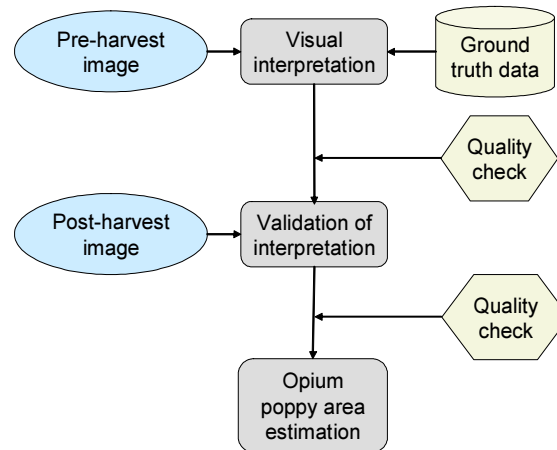 Pre-harvest
image
Visual
interpretation
Ground
truth data
Quality
check
Post-harvest
image
Validation of
interpretation
Quality
check
Opium
poppy area
estimation